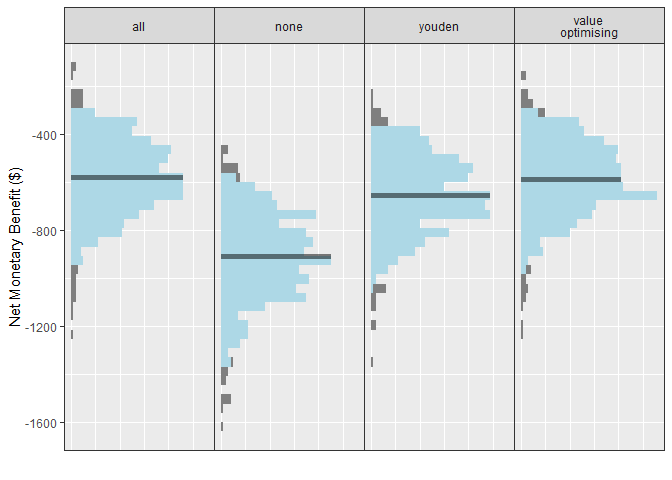 all
none
youden
value
optimising
Net Monetary Benefit ($)
-400
-800
-1200
-1600